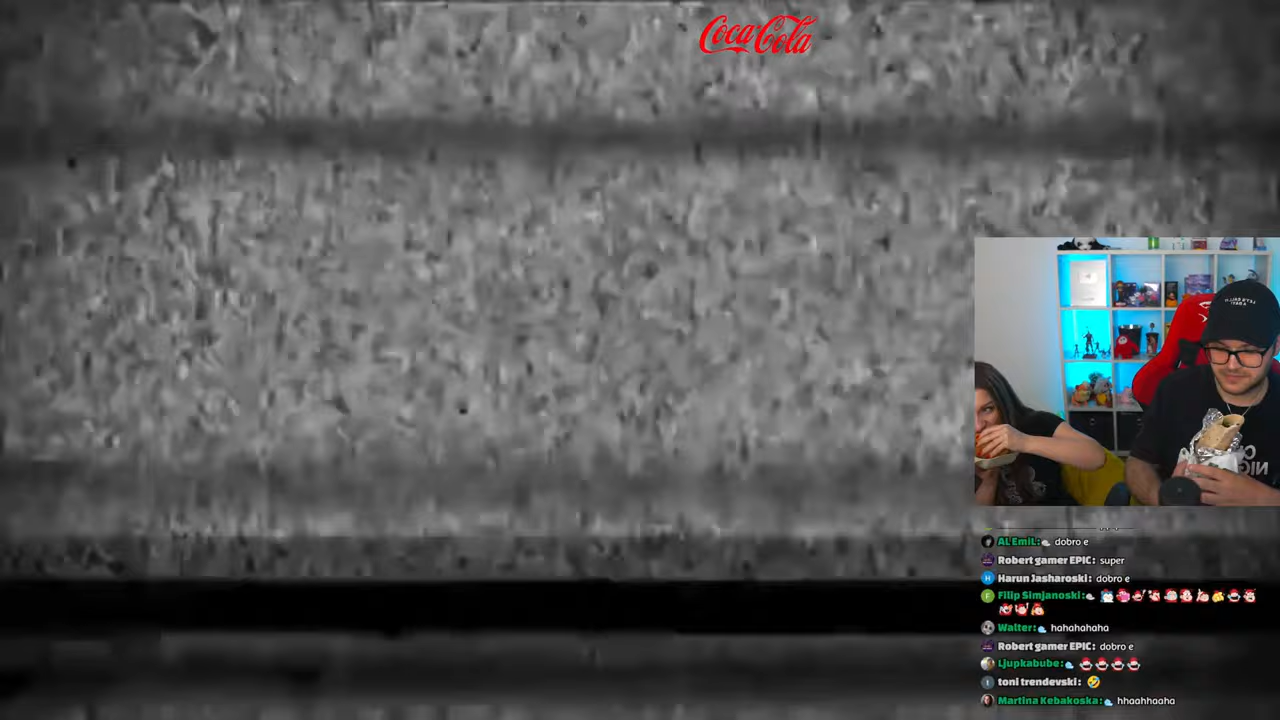 Coca-Cola
AL EmiL: dobro e
Robert gamer EPIC: super
Harun Jasharoski: dobro e
Filip Simjanoski:
Walter: hahahahaha
Robert gamer EPIC: dobro e
Ljupkabube:
toni trendevski:
Martina Kebakoska: hhaahhaaha